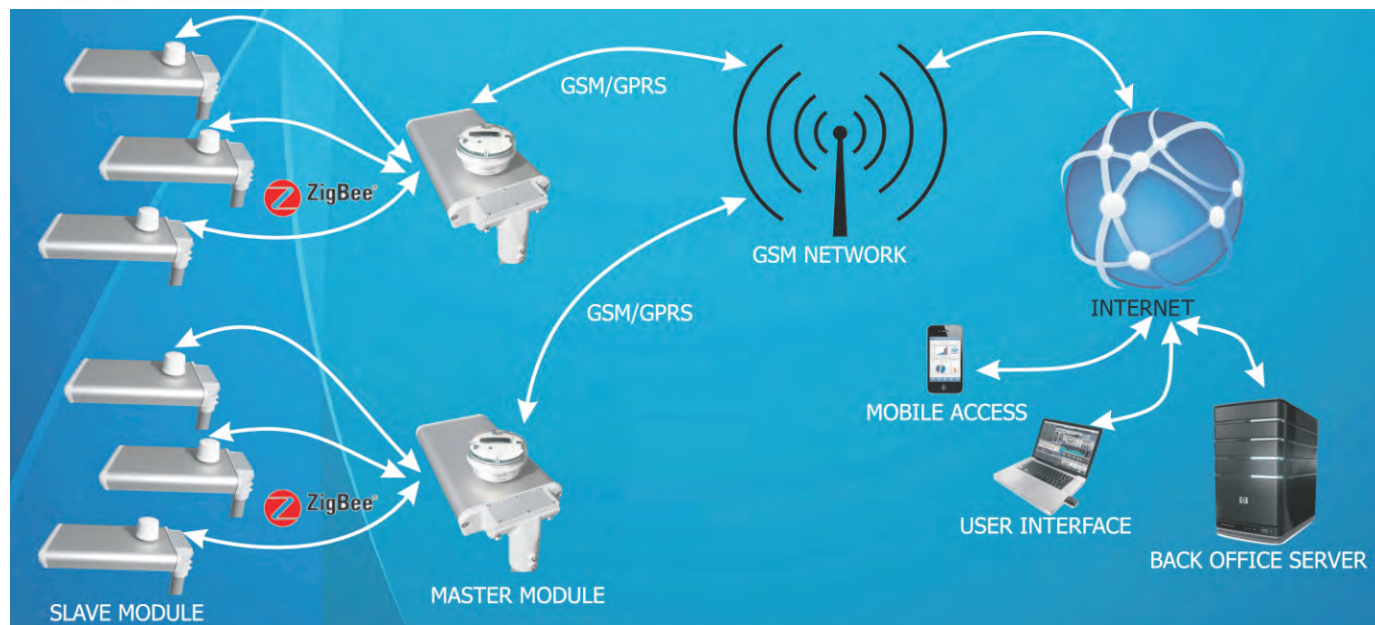 GSM/GPRS
ZigBee®
GSM NETWORK
INTERNET
GSM/GPRS
MOBILE ACCESS
ZigBee®
USER INTERFACE
BACK OFFICE SERVER
MASTER MODULE
SLAVE MODULE